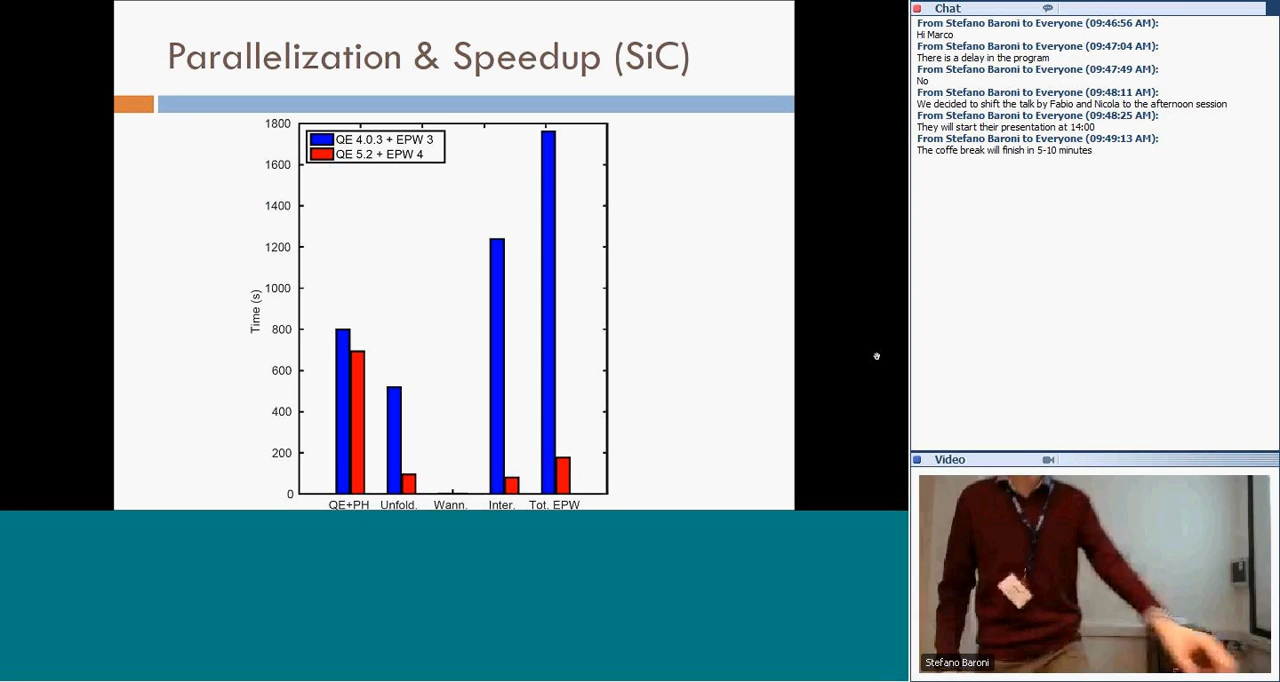 Parallelization & Speedup (SiC)
QE 4.0.3 + EPW 3
QE 5.2 + EPW 4
Time (s)
1800
1600
1400
1200
1000
800
600
400
200
0
QE+PH Unfold. Wann. Inter. Tot. EPW
Chat
From Stefano Baroni to Everyone (09:46:56 AM):
Hi Marco
From Stefano Baroni to Everyone (09:47:04 AM):
There is a delay in the program
From Stefano Baroni to Everyone (09:47:49 AM):
No
From Stefano Baroni to Everyone (09:48:11 AM):
We decided to shift the talk by Fabio and Nicola to the afternoon session
From Stefano Baroni to Everyone (09:48:25 AM):
They will start their presentation at 14:00
From Stefano Baroni to Everyone (09:49:13 AM):
The coffe break will finish in 5-10 minutes
Video
Stefano Baroni